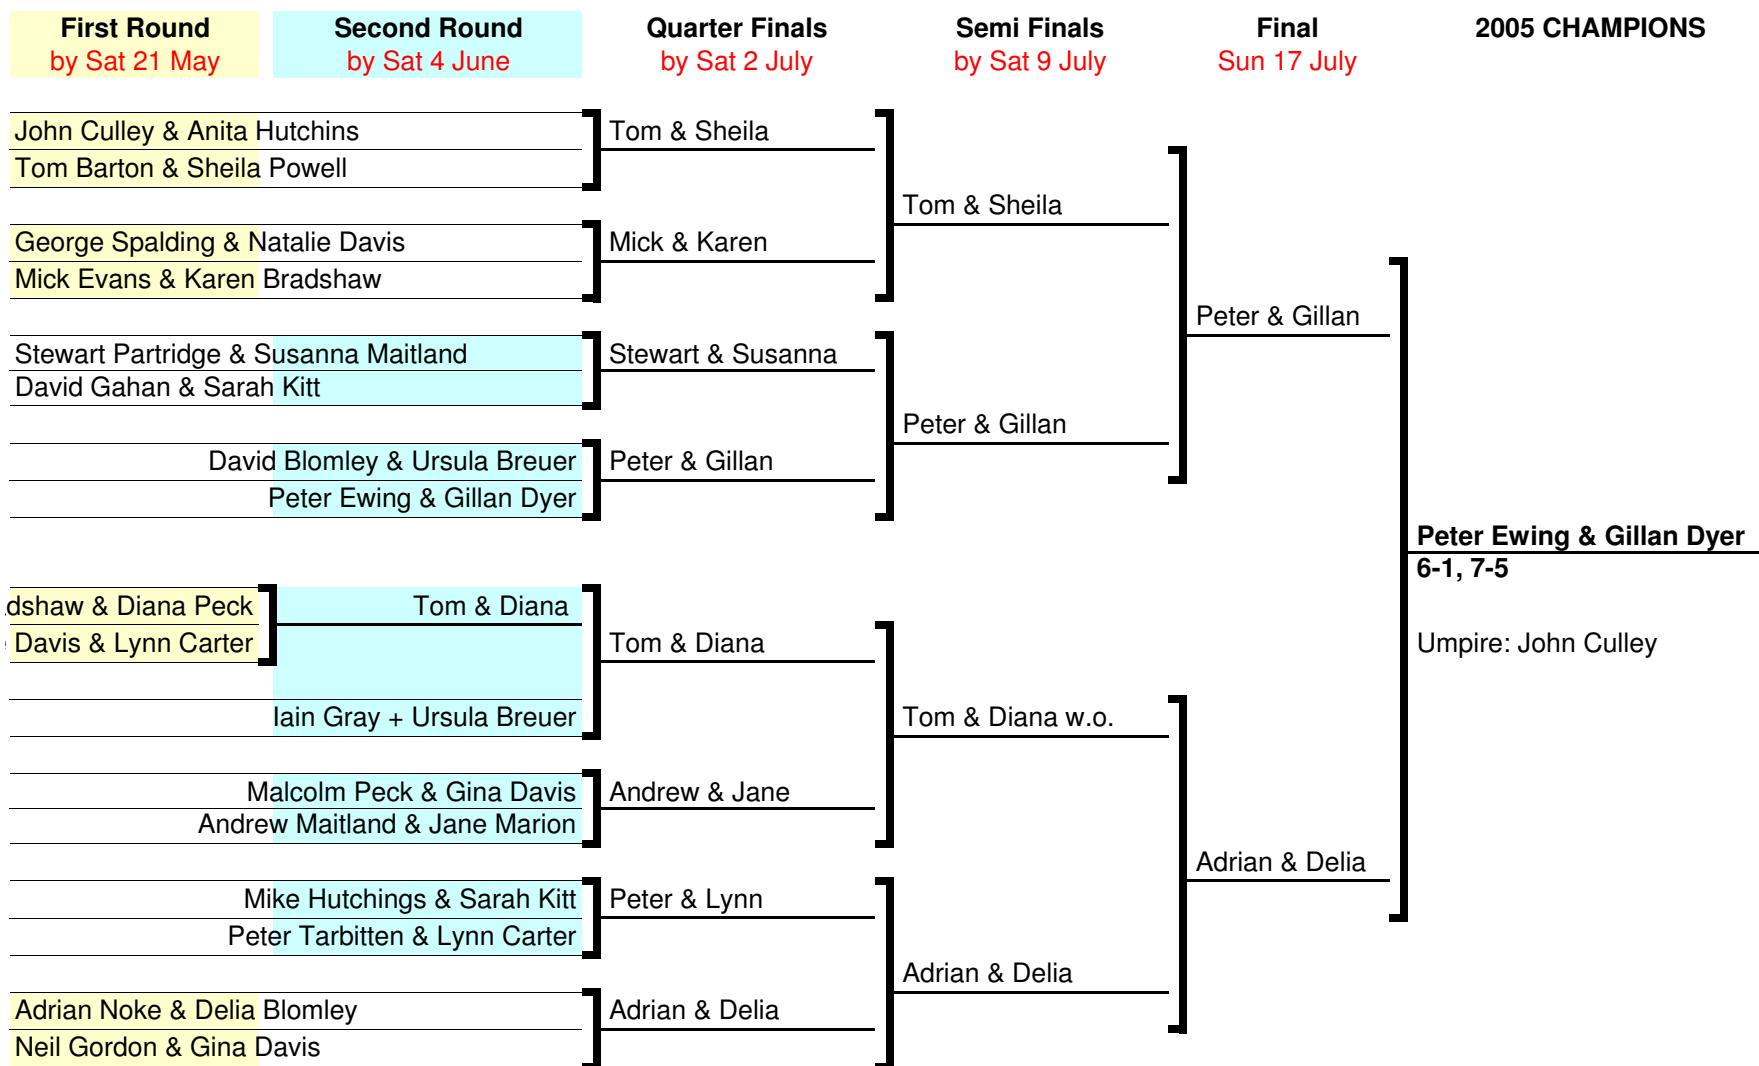 First Round
by Sat 21 May
Second Round
by Sat 4 June
Quarter Finals
by Sat 2 July
Semi Finals
by Sat 9 July
Final
Sun 17 July
2005 CHAMPIONS
John Culley & Anita Hutchins
Tom Barton & Sheila Powell
George Spalding & Natalie Davis
Mick Evans & Karen Bradshaw
Stewart Partridge & Susanna Maitland
David Gahan & Sarah Kitt
David Blomley & Ursula Breuer
Peter Ewing & Gillan Dyer
dshaw & Diana Peck
Davis & Lynn Carter
Tom & Diana
Iain Gray + Ursula Breuer
Malcolm Peck & Gina Davis
Andrew Maitland & Jane Marion
Mike Hutchings & Sarah Kitt
Peter Tarbitten & Lynn Carter
Adrian Noke & Delia Blomley
Neil Gordon & Gina Davis
Tom & Sheila
Mick & Karen
Stewart & Susanna
Peter & Gillan
Tom & Diana
Andrew & Jane
Peter & Lynn
Adrian & Delia
Tom & Sheila
Peter & Gillan
Tom & Diana w.o.
Adrian & Delia
Peter & Gillan
Adrian & Delia
Peter Ewing & Gillan Dyer
6-1, 7-5
Umpire: John Culley